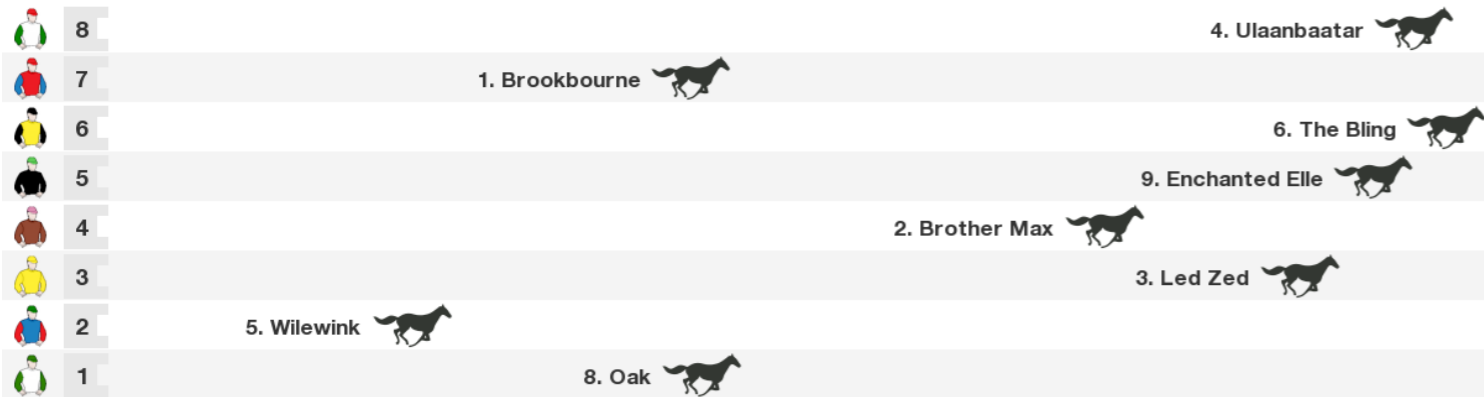 8 4. Ulaanbaatar
7 1. Brookbourne
6 6. The Bling
5 9. Enchanted Elle
4 2. Brother Max
3 3. Led Zed
2 5. Wilewink
1 8. Oak